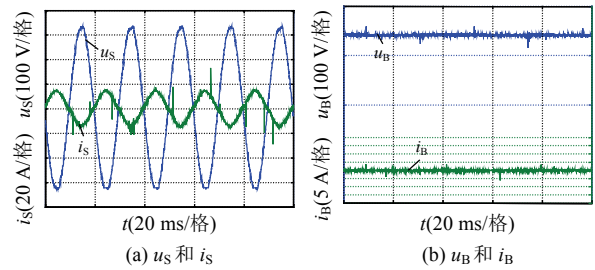 uS(100 V/格)
iS(20 A/格)
uS
iS
t(20 ms/格)
(a) uS 和 iS
uB(100 V/格)
iB(5 A/格)
uB
iB
t(20 ms/格)
(b) uB 和 iB